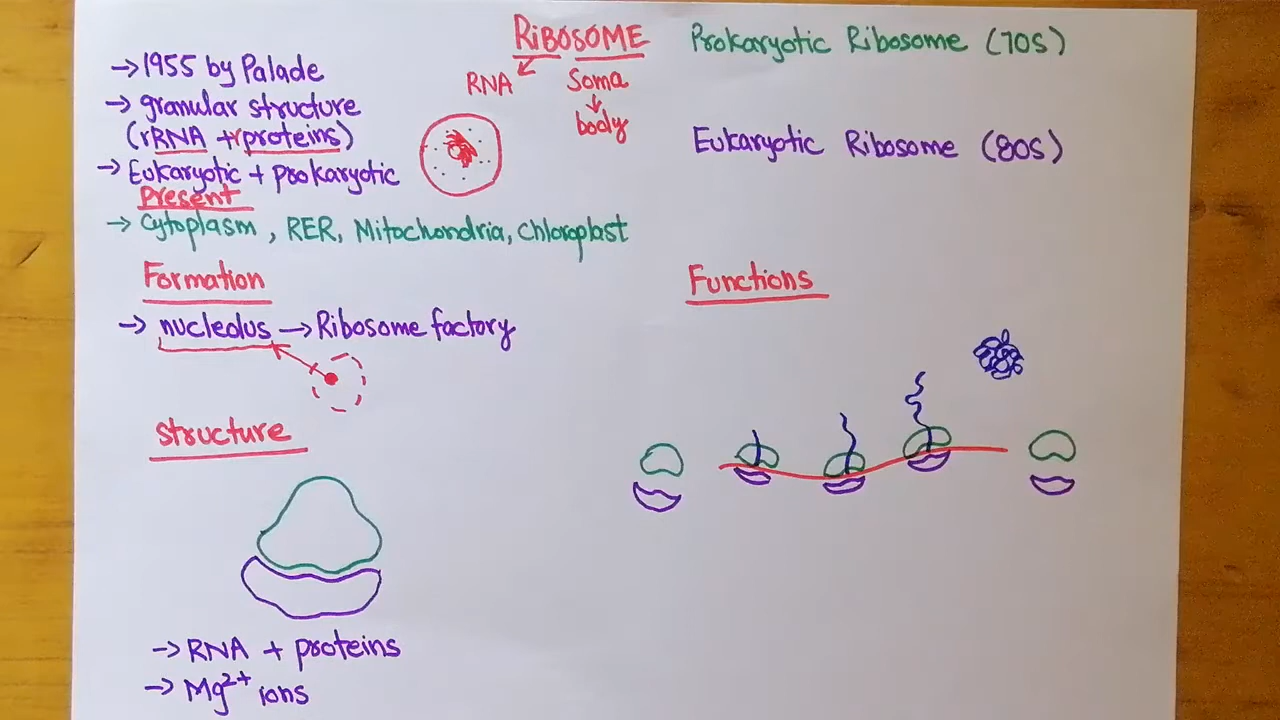 RiBOSOME
RNA
Soma
body
→ 1955 by Palade
→ granular structure
(rRNA + proteins)
→ Eukaryotic + prokaryotic
Present
→ Cytoplasm, RER, Mitochondria, Chloroplast
Formation
→ nucleolus → Ribosome factory
Structure
→ RNA + proteins
→ Mg²⁺ ions
Prokaryotic Ribosome (70S)
Eukaryotic Ribosome (80S)
Functions